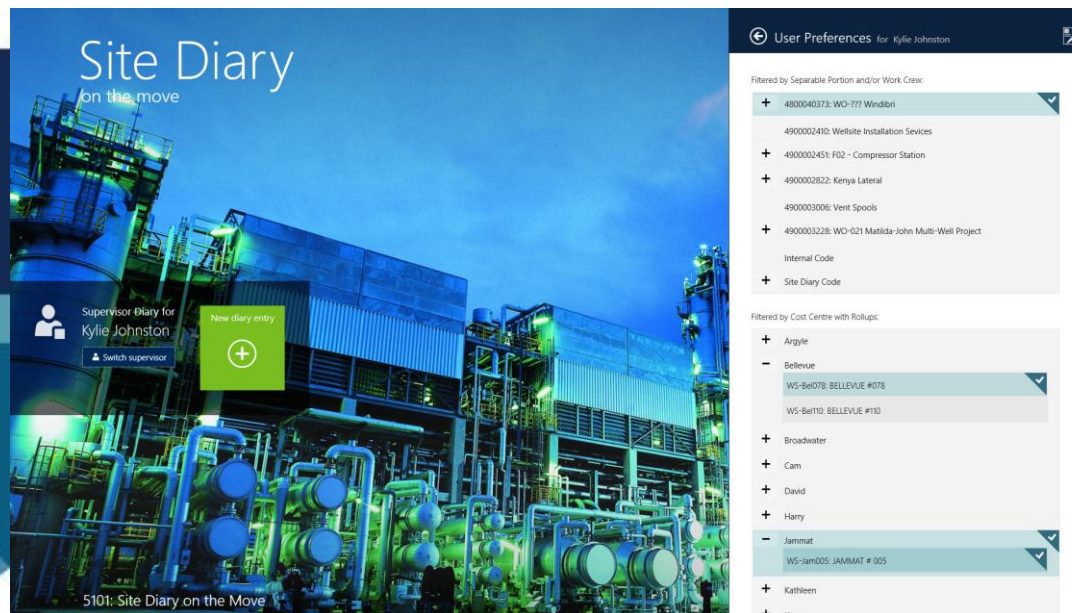 Site Diary
on the move
Supervisor Diary for
Kylie Johnston
Switch supervisor
New diary entry
5101: Site Diary on the Move
User Preferences for Kylie Johnston
Filtered by Separable Portion and/or Work Crew:
4800040373: WO-??? Windibri
4900002410: Wellsite Installation Sevices
4900002451: F02 - Compressor Station
4900002822: Kenya Lateral
4900003006: Vent Spools
4900003228: WO-021 Matilda-John Multi-Well Project
Internal Code
Site Diary Code
Filtered by Cost Centre with Rollups:
Argyle
Bellevue
WS-Bel078: BELLEVUE #078
WS-Bel110: BELLEVUE #110
Broadwater
Cam
David
Harry
Jammat
WS-Jam005: JAMMAT # 005
Kathleen